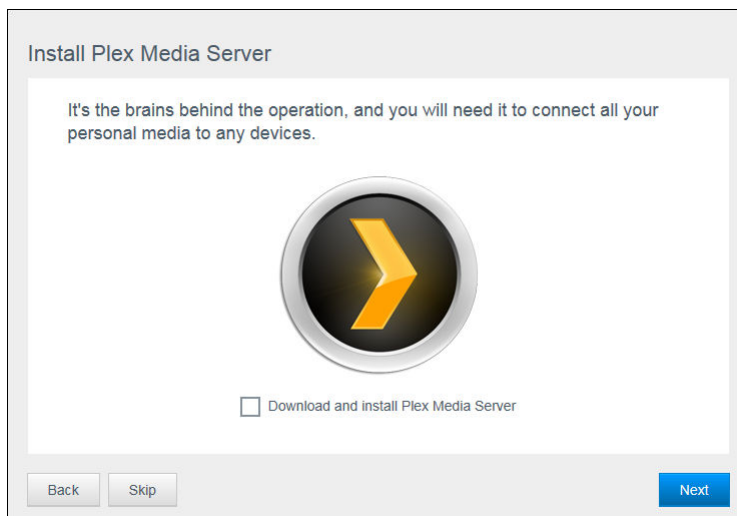 Install Plex Media Server
It's the brains behind the operation, and you will need it to connect all your
personal media to any devices.
Download and install Plex Media Server
Back
Skip
Next